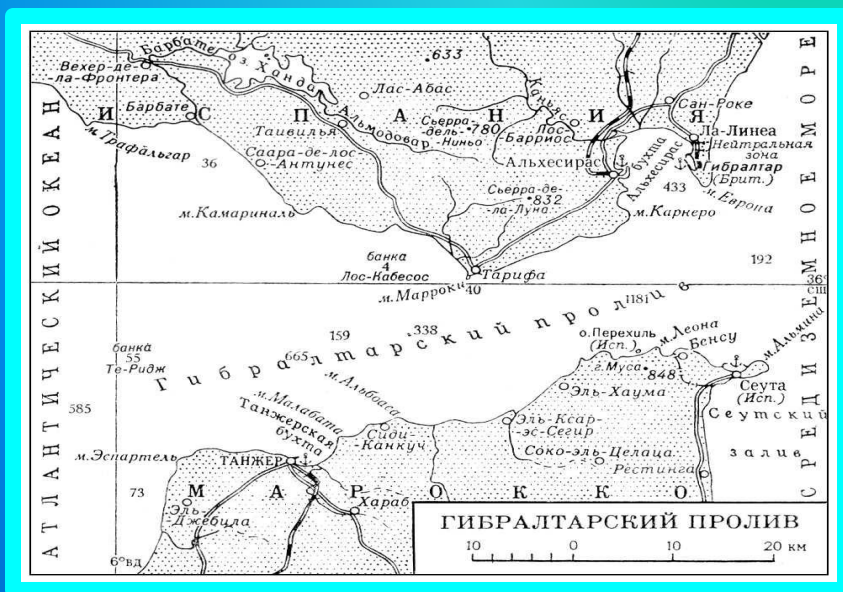 Барбате
Вехер-де-
-ла-Фронтера
оз. Ханда
633
Лас-Абас
Каньяс
Сан-Роке
ИСПАНИЯ
Барбате
м. Трафальгар
Таивилья
Альмодовар
Сьерра-
дель- 780
-Ниньо
Лос-
Барриос
Ла-Линеа
Нейтральная
зона
Гибралтар
(Брит.)
Альхесирас
бухта
Альхесирас
36
Саара-де-лос-
Антунес
Сьерра-де-
-ла-Луна
832
433
м. Европа
м. Камариналь
м. Карнеро
банка
4
Лос-Кабесос
Тарифа
192
м. Марроки
40
36°
сш
АТЛАНТИЧЕСКИЙ ОКЕАН
СРЕДИЗЕМНОЕ МОРЕ
Гибралтарский пролив
1181
159
338
665
банка
55
Те-Ридж
о. Перехиль
(Исп.)
м. Леона
Бенсу
м. Альмина
г. Муса
848
Сеута
(Исп.)
585
м. Альбоаса
м. Малабата
Танжерская
бухта
Эль-Хаума
Сеутский
залив
Сиди-
-Канкуч
Эль-Ксар-
-эс-Сегир
Соко-эль-Целаца
Рестинга
м. Эспартель
ТАНЖЕР
73
МАРОККО
Эль-
-Джебила
Хараб
6° вд
ГИБРАЛТАРСКИЙ ПРОЛИВ
10 0 10 20 км